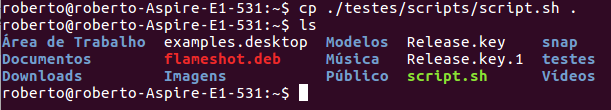 roberto@roberto-Aspire-E1-531:~$ cp ./testes/scripts/script.sh .
roberto@roberto-Aspire-E1-531:~$ ls
Área de Trabalho examples.desktop Modelos Release.key snap
Documentos flameshot.deb Música Release.key.1 testes
Downloads Imagens Público script.sh Vídeos
roberto@roberto-Aspire-E1-531:~$